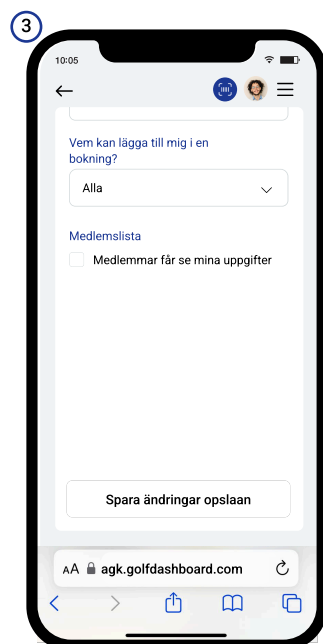 3
10:05
Vem kan lägga till mig i en
bokning?
Alla
Medlemslista
Medlemmar får se mina uppgifter
Spara ändringar opslaan
AA agk.golfdashboard.com